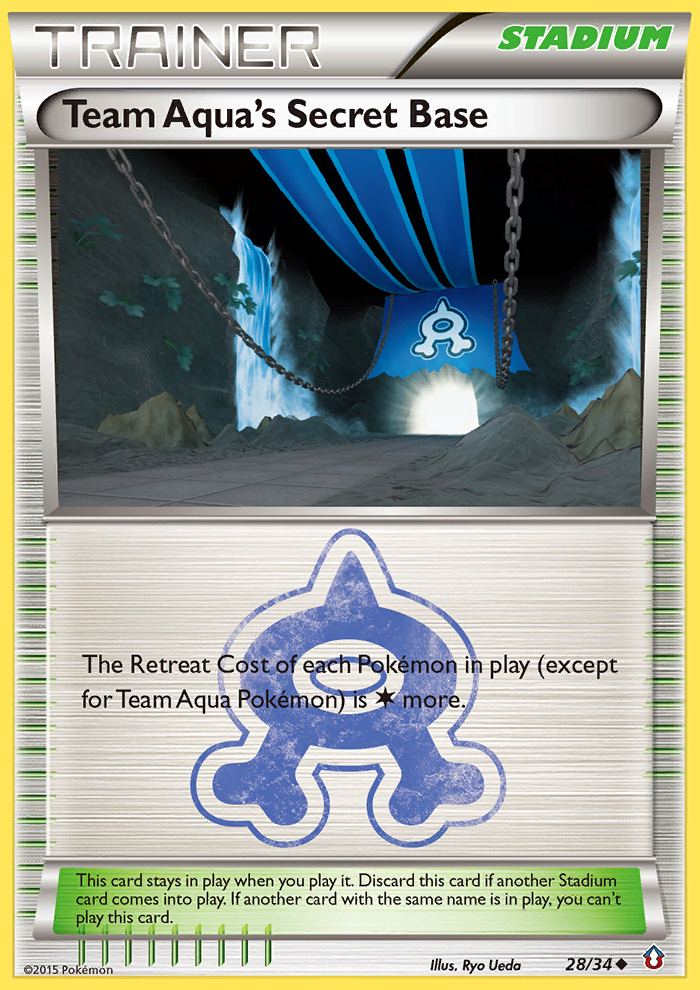 TRAINER
STADIUM
Team Aqua's Secret Base
The Retreat Cost of each Pokémon in play (except
for Team Aqua Pokémon) is ✶ more.
This card stays in play when you play it. Discard this card if another Stadium
card comes into play. If another card with the same name is in play, you can't
play this card.
©2015 Pokémon
Illus. Ryo Ueda
28/34 ◆